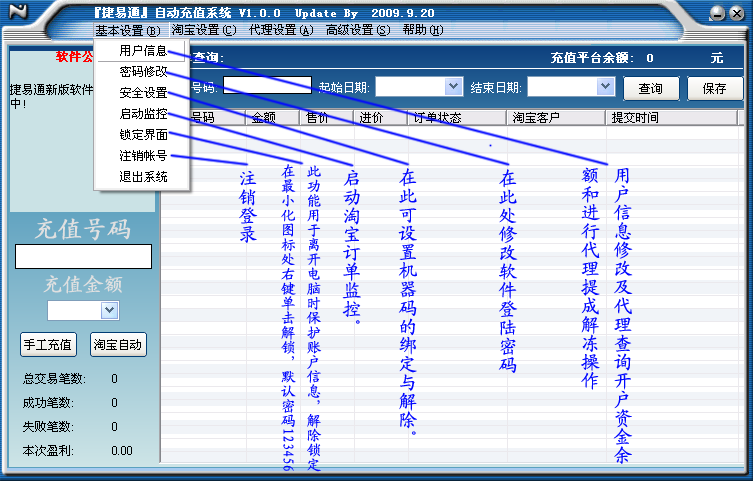 『捷易通』自动充值系统 V1.0.0 Update By 2009.9.20
基本设置(B) 淘宝设置(C) 代理设置(A) 高级设置(S) 帮助(H)
软件公
捷易通新版软件
中!
用户信息
密码修改
安全设置
启动监控
锁定界面
注销帐号
退出系统
查询:
充值平台余额: 0 元
号码:
起始日期:
结束日期:
查询
保存
号码 金额 售价 进价 订单状态 淘宝客户 提交时间
充值号码
充值金额
手工充值
淘宝自动
总交易笔数: 0
成功笔数: 0
失败笔数: 0
本次盈利: 0.00
注销登录
此功能用于离开电脑时保护账户信息,解除锁定
在最小化图标处右键单击解锁,默认密码123456
启动淘宝订单监控。
在此可设置机器码的绑定与解除。
在此处修改软件登陆密码
用户信息修改及代理查询开户资金余
额和进行代理提成解冻操作